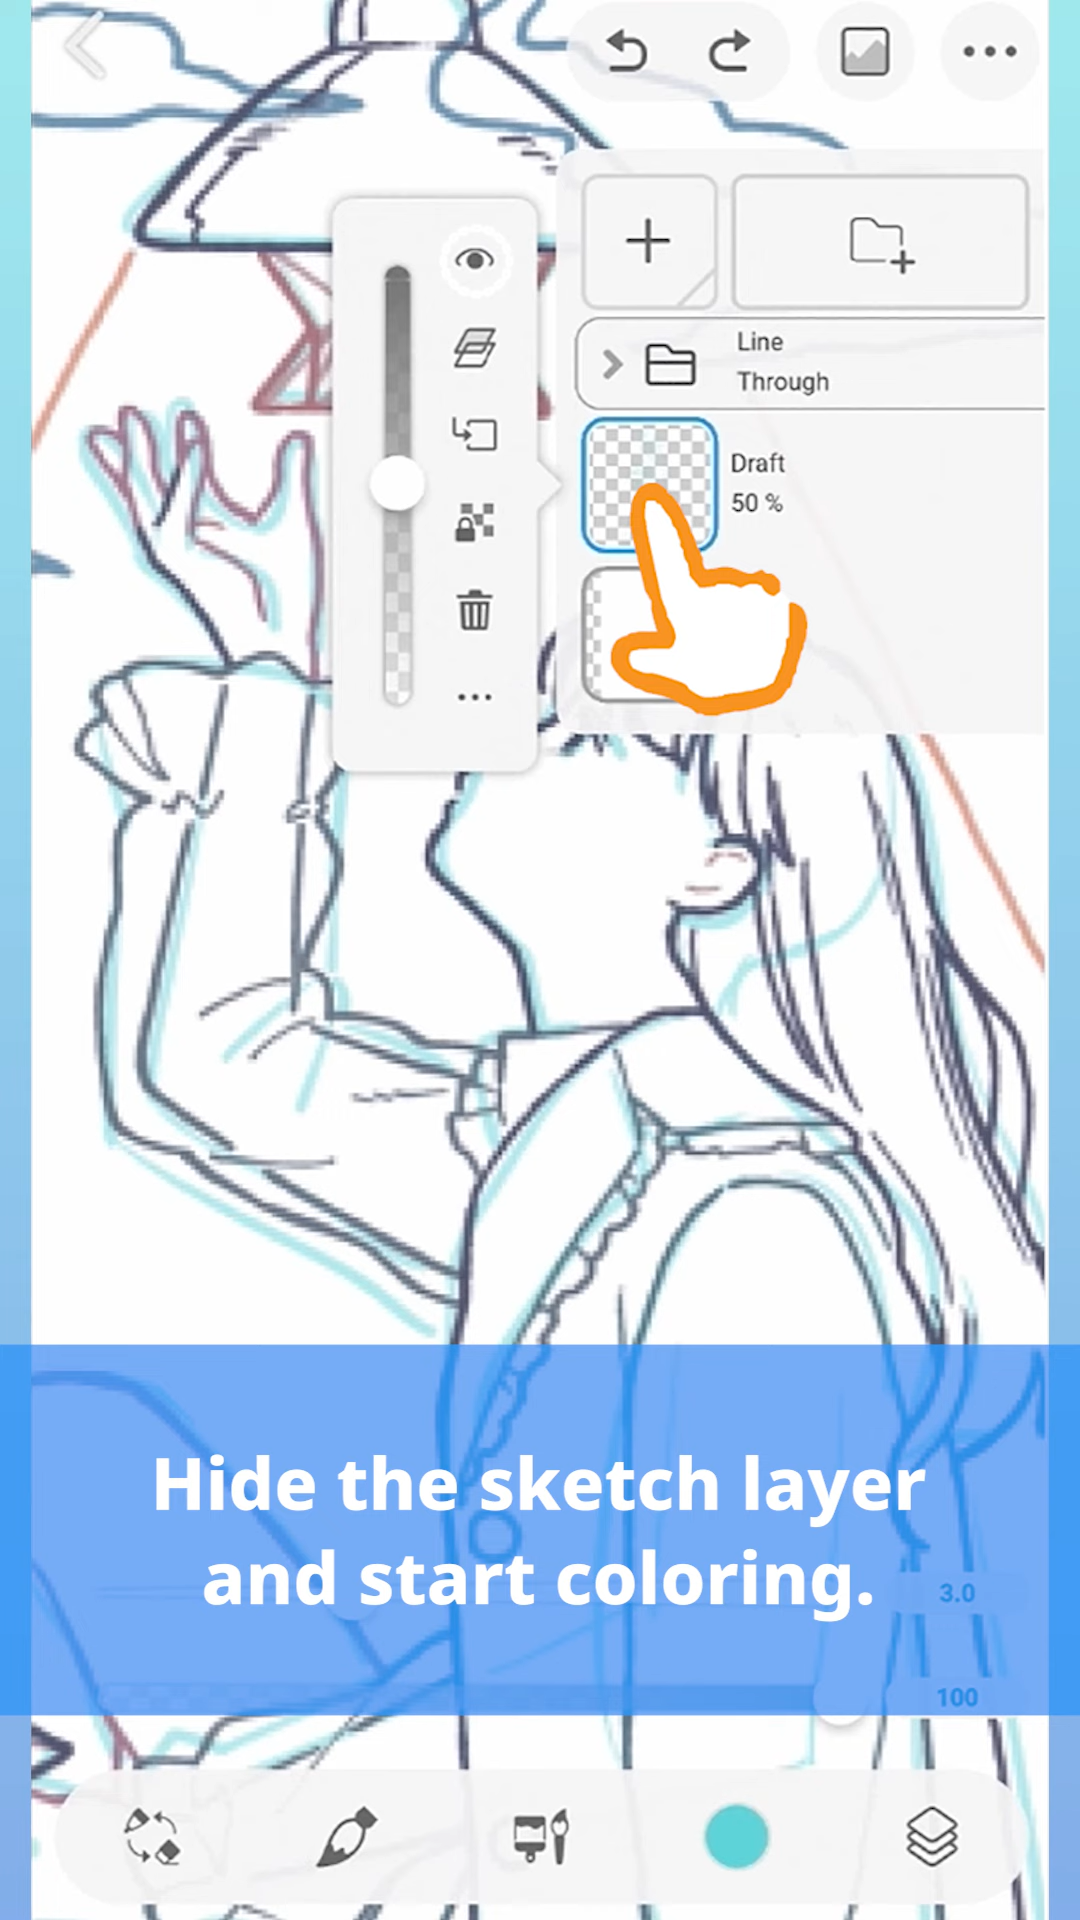 Line
Through
Draft
50 %
Hide the sketch layer
and start coloring.
3.0
100